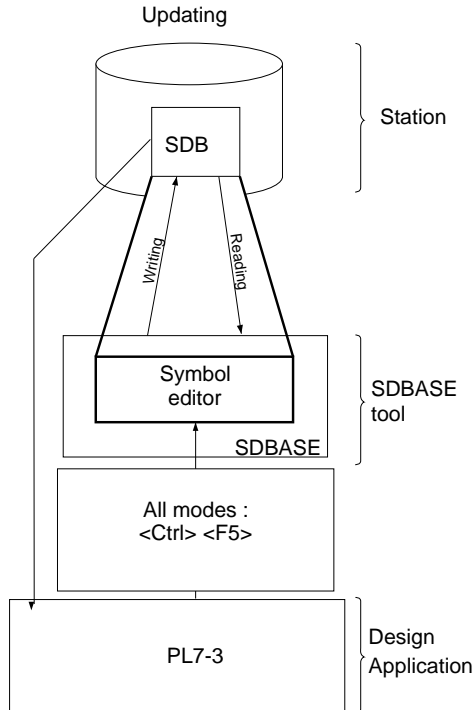 Updating
SDB
Station
Writing
Reading
Symbol
editor
SDBASE
SDBASE
tool
All modes :
<Ctrl> <F5>
PL7-3
Design
Application